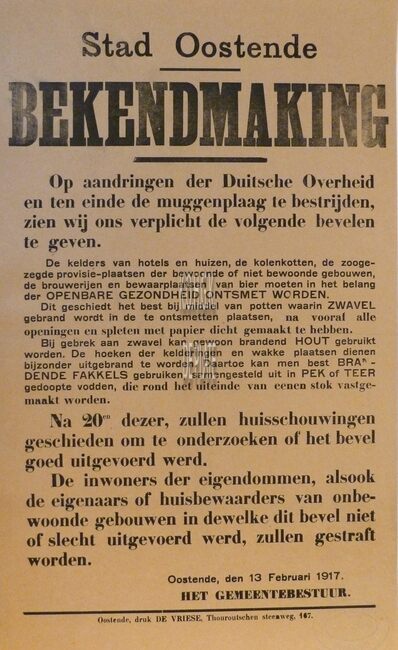 Stad Oostende
BEKENDMAKING
Op aandringen der Duitsche Overheid
en ten einde de muggenplaag te bestrijden,
zien wij ons verplicht de volgende bevelen
te geven.
De kelders van hotels en huizen, de kolenkotten, de zooge-
zegde provisie-plaatsen der bewoonde of niet bewoonde gebouwen,
de brouwerijen en bewaarplaatsen van bier moeten in het belang
der OPENBARE GEZONDHEID ONTSMET WORDEN.
Dit geschiedt het best bij middel van potten waarin ZWAVEL
gebrand wordt in de te ontsmetten plaatsen, na vooraf alle
openingen en spleten met papier dicht gemaakt te hebben.
Bij gebrek aan zwavel kan gewoon brandend HOUT gebruikt
worden. De hoeken der kelderingen en wakke plaatsen dienen
bijzonder uitgebrand te worden, daartoe kan men best BRAN-
DENDE FAKKELS gebruiken, samengesteld uit in PEK of TEER
gedoopte vodden, die rond het uiteinde van eenen stok vastge-
maakt worden.
Na 20en dezer, zullen huisschouwingen
geschieden om te onderzoeken of het bevel
goed uitgevoerd werd.
De inwoners der eigendommen, alsook
de eigenaars of huisbewaarders van onbe-
woonde gebouwen in dewelke dit bevel niet
of slecht uitgevoerd werd, zullen gestraft
worden.
Oostende, den 13 Februari 1917.
HET GEMEENTEBESTUUR.
Oostende, druk DE VRIESE, Thouroutschen steenweg, 167.